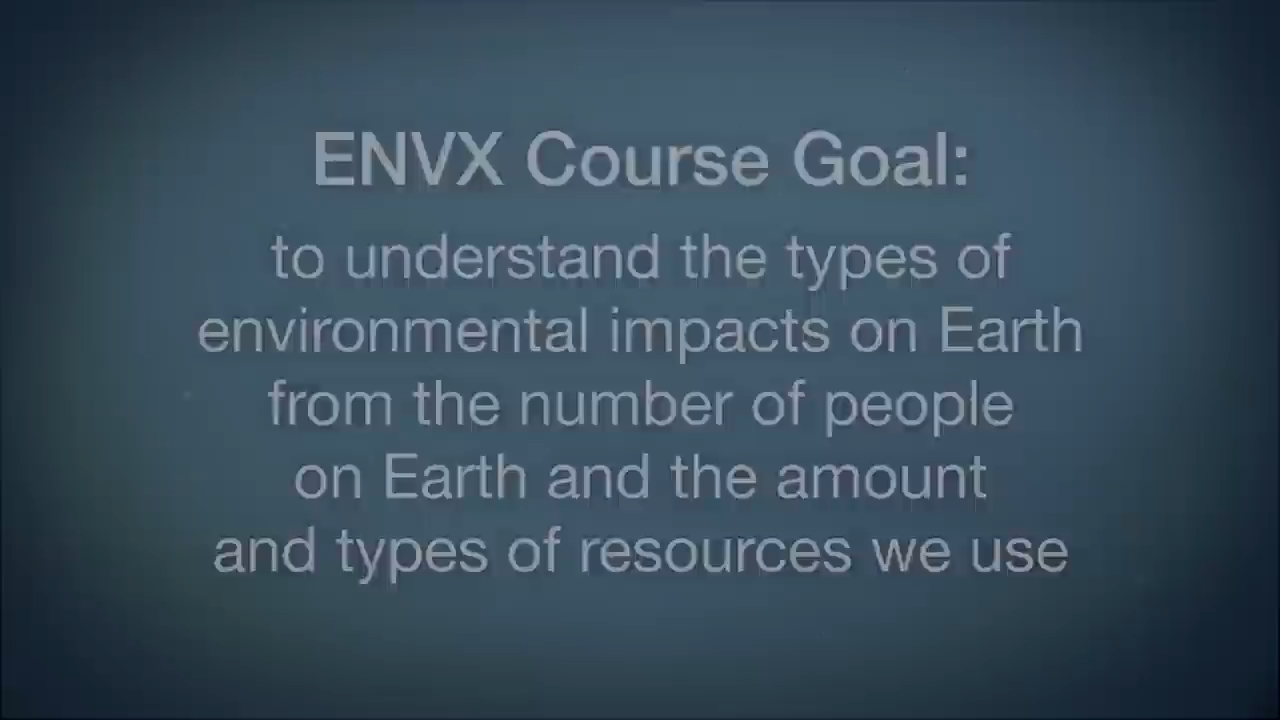 ENVX Course Goal:
to understand the types of
environmental impacts on Earth
from the number of people
on Earth and the amount
and types of resources we use